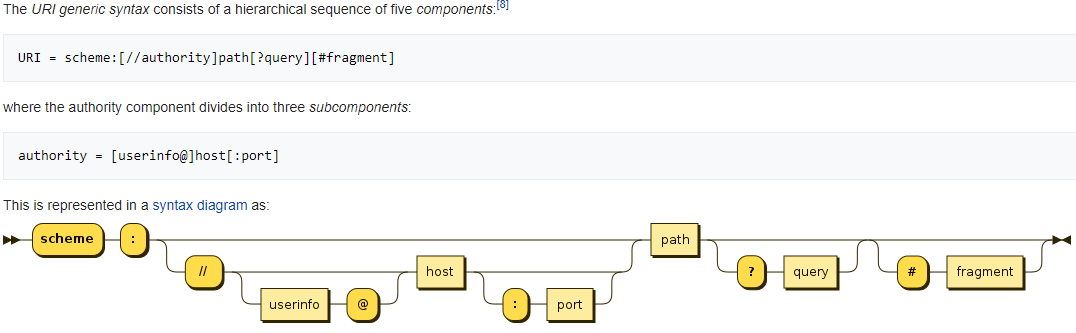 The URI generic syntax consists of a hierarchical sequence of five components:[8]
URI = scheme:[//authority]path[?query][#fragment]
where the authority component divides into three subcomponents:
authority = [userinfo@]host[:port]
This is represented in a syntax diagram as:
scheme : path
// host ? query # fragment
userinfo @ : port